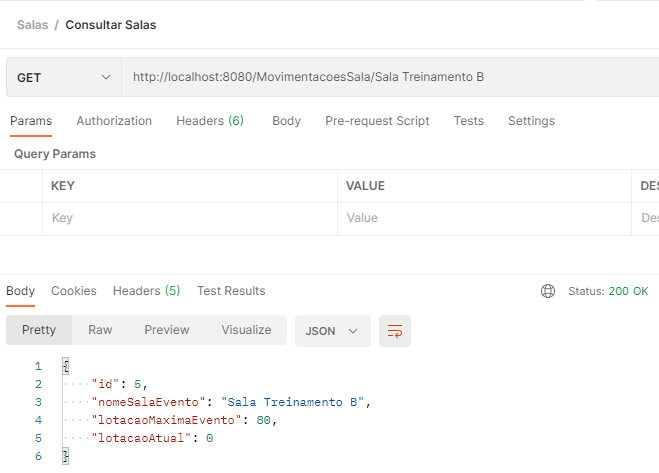 Salas / Consultar Salas
GET http://localhost:8080/MovimentacoesSala/Sala Treinamento B
Params Authorization Headers (6) Body Pre-request Script Tests Settings
Query Params
KEY VALUE DES
Key Value Des
Body Cookies Headers (5) Test Results Status: 200 OK
Pretty Raw Preview Visualize JSON
1 {
2 "id": 5,
3 "nomeSalaEvento": "Sala Treinamento B",
4 "lotacaoMaximaEvento": 80,
5 "lotacaoAtual": 0
6 }